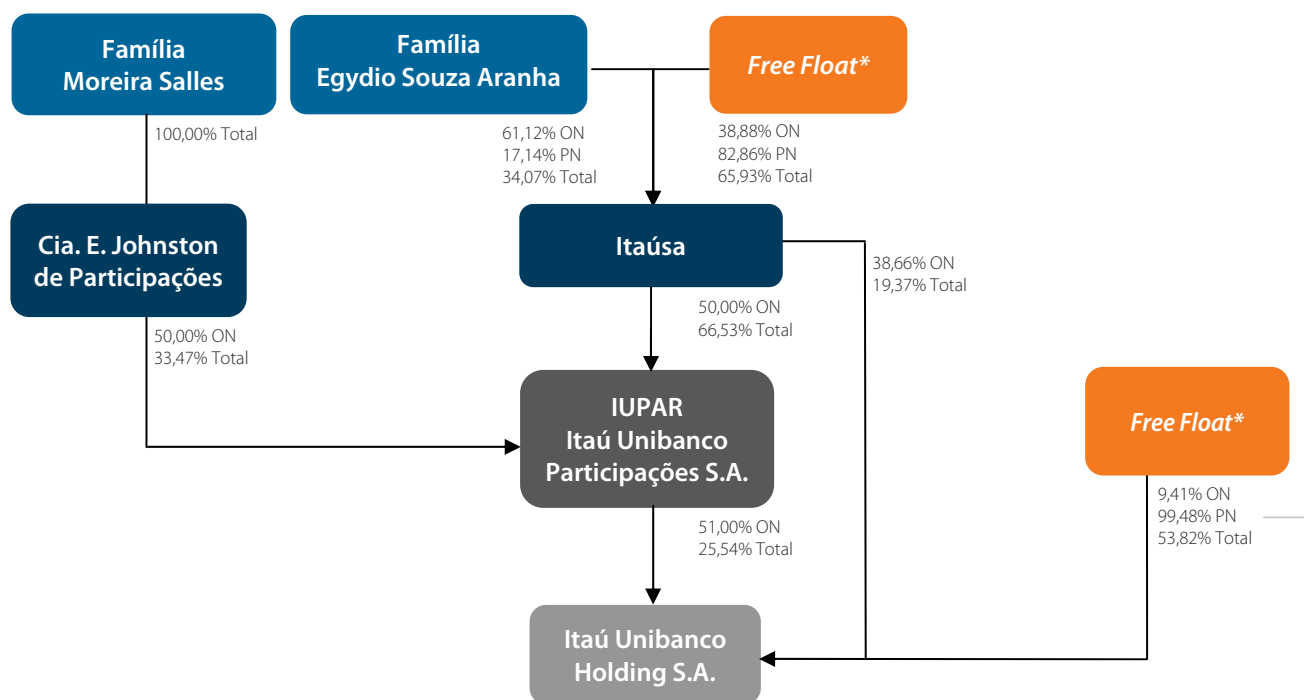 Família
Moreira Salles
Família
Egydio Souza Aranha
Free Float*
100,00% Total
61,12% ON
17,14% PN
34,07% Total
38,88% ON
82,86% PN
65,93% Total
Cia. E. Johnston
de Participações
Itaúsa
38,66% ON
19,37% Total
50,00% ON
33,47% Total
50,00% ON
66,53% Total
IUPAR
Itaú Unibanco
Participações S.A.
Free Float*
9,41% ON
99,48% PN
53,82% Total
51,00% ON
25,54% Total
Itaú Unibanco
Holding S.A.